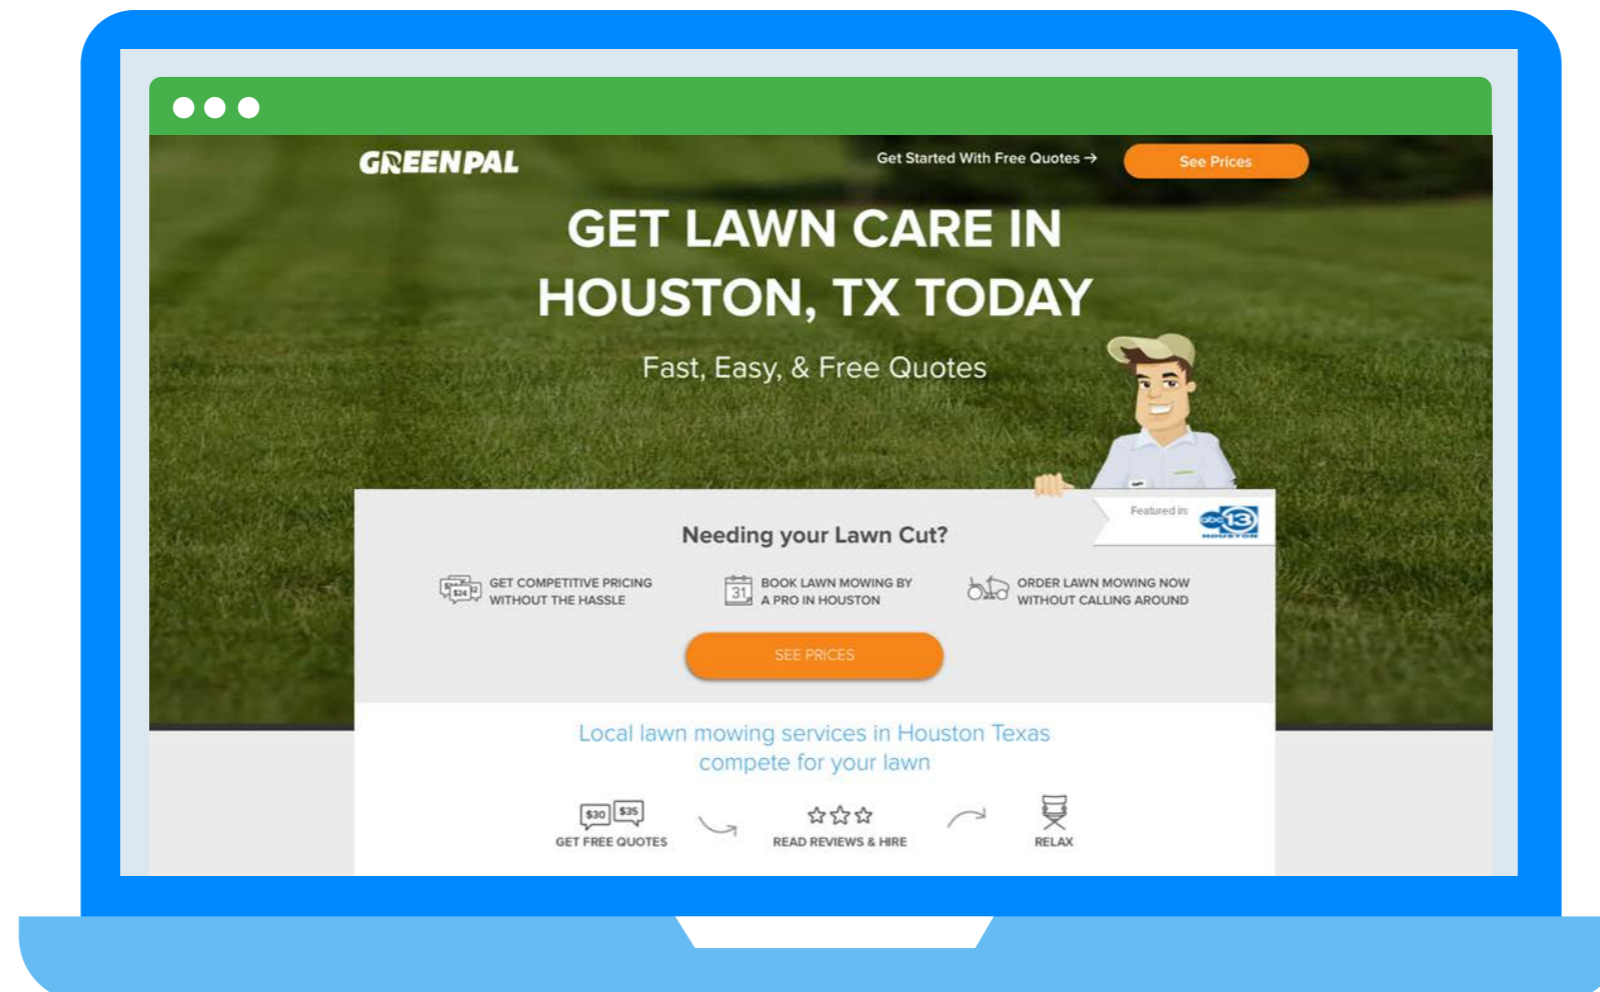 GREENPAL
Get Started With Free Quotes →
See Prices
GET LAWN CARE IN
HOUSTON, TX TODAY
Fast, Easy, & Free Quotes
Featured in:
abc 13
HOUSTON
Needing your Lawn Cut?
GET COMPETITIVE PRICING
WITHOUT THE HASSLE
31
BOOK LAWN MOWING BY
A PRO IN HOUSTON
ORDER LAWN MOWING NOW
WITHOUT CALLING AROUND
SEE PRICES
Local lawn mowing services in Houston Texas
compete for your lawn
$30 $35
GET FREE QUOTES
READ REVIEWS & HIRE
RELAX